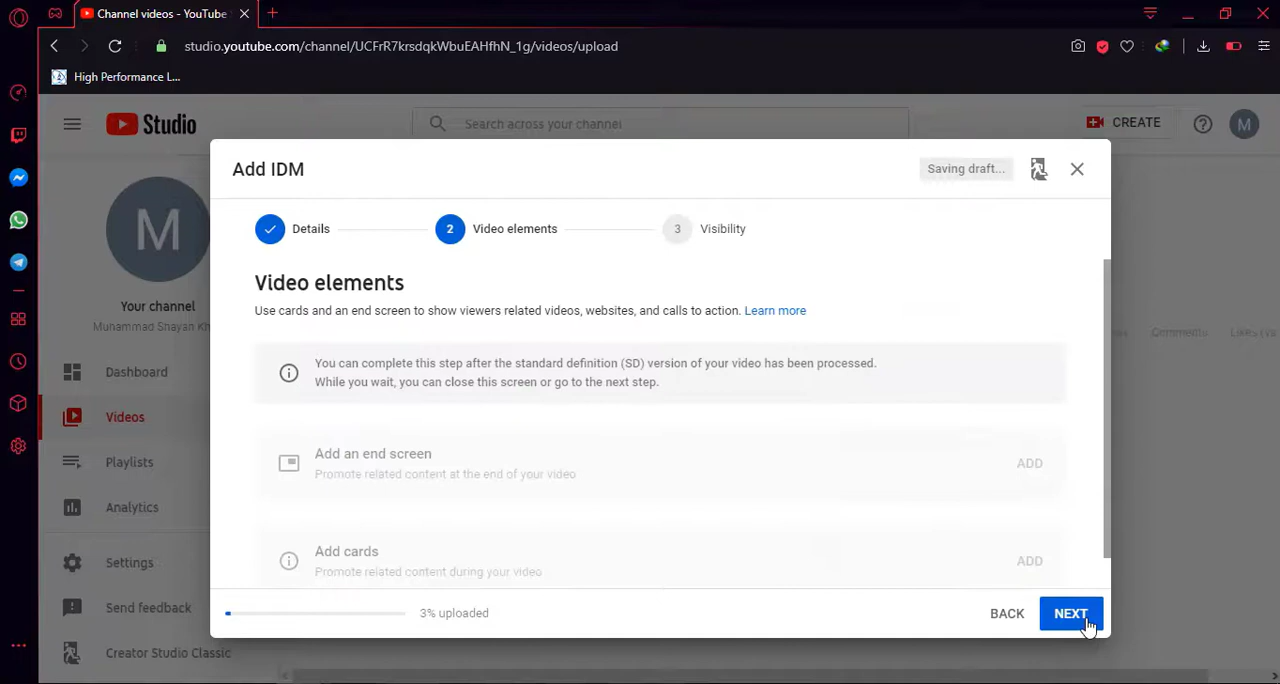 Channel videos - YouTube
studio.youtube.com/channel/UCFrR7krsdqkWbuEAHfhN_1g/videos/upload
High Performance L...
Studio
Search across your channel
CREATE
M
Add IDM
Saving draft...
Details
2
Video elements
3
Visibility
M
Video elements
Use cards and an end screen to show viewers related videos, websites, and calls to action. Learn more
Your channel
Muhammad Shayan Kh
Comments
You can complete this step after the standard definition (SD) version of your video has been processed.
While you wait, you can close this screen or go to the next step.
Dashboard
Videos
Add an end screen
Promote related content at the end of your video
ADD
Playlists
Analytics
Add cards
Promote related content during your video
ADD
Settings
Send feedback
3% uploaded
BACK
NEXT
Creator Studio Classic